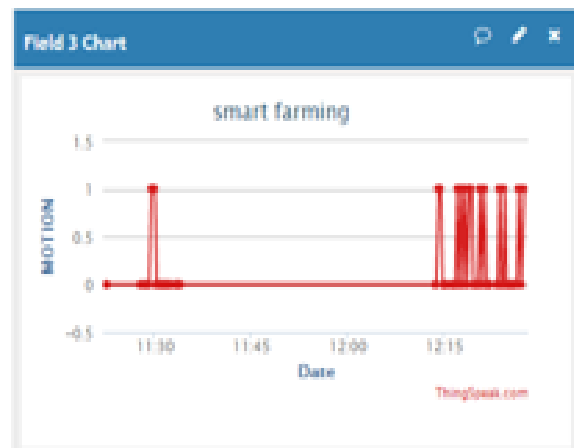 Field 3 Chart
smart farming
1.5
1
0.5
0
-0.5
MOTION
11:30
11:45
12:00
12:15
Date
ThingSpeak.com